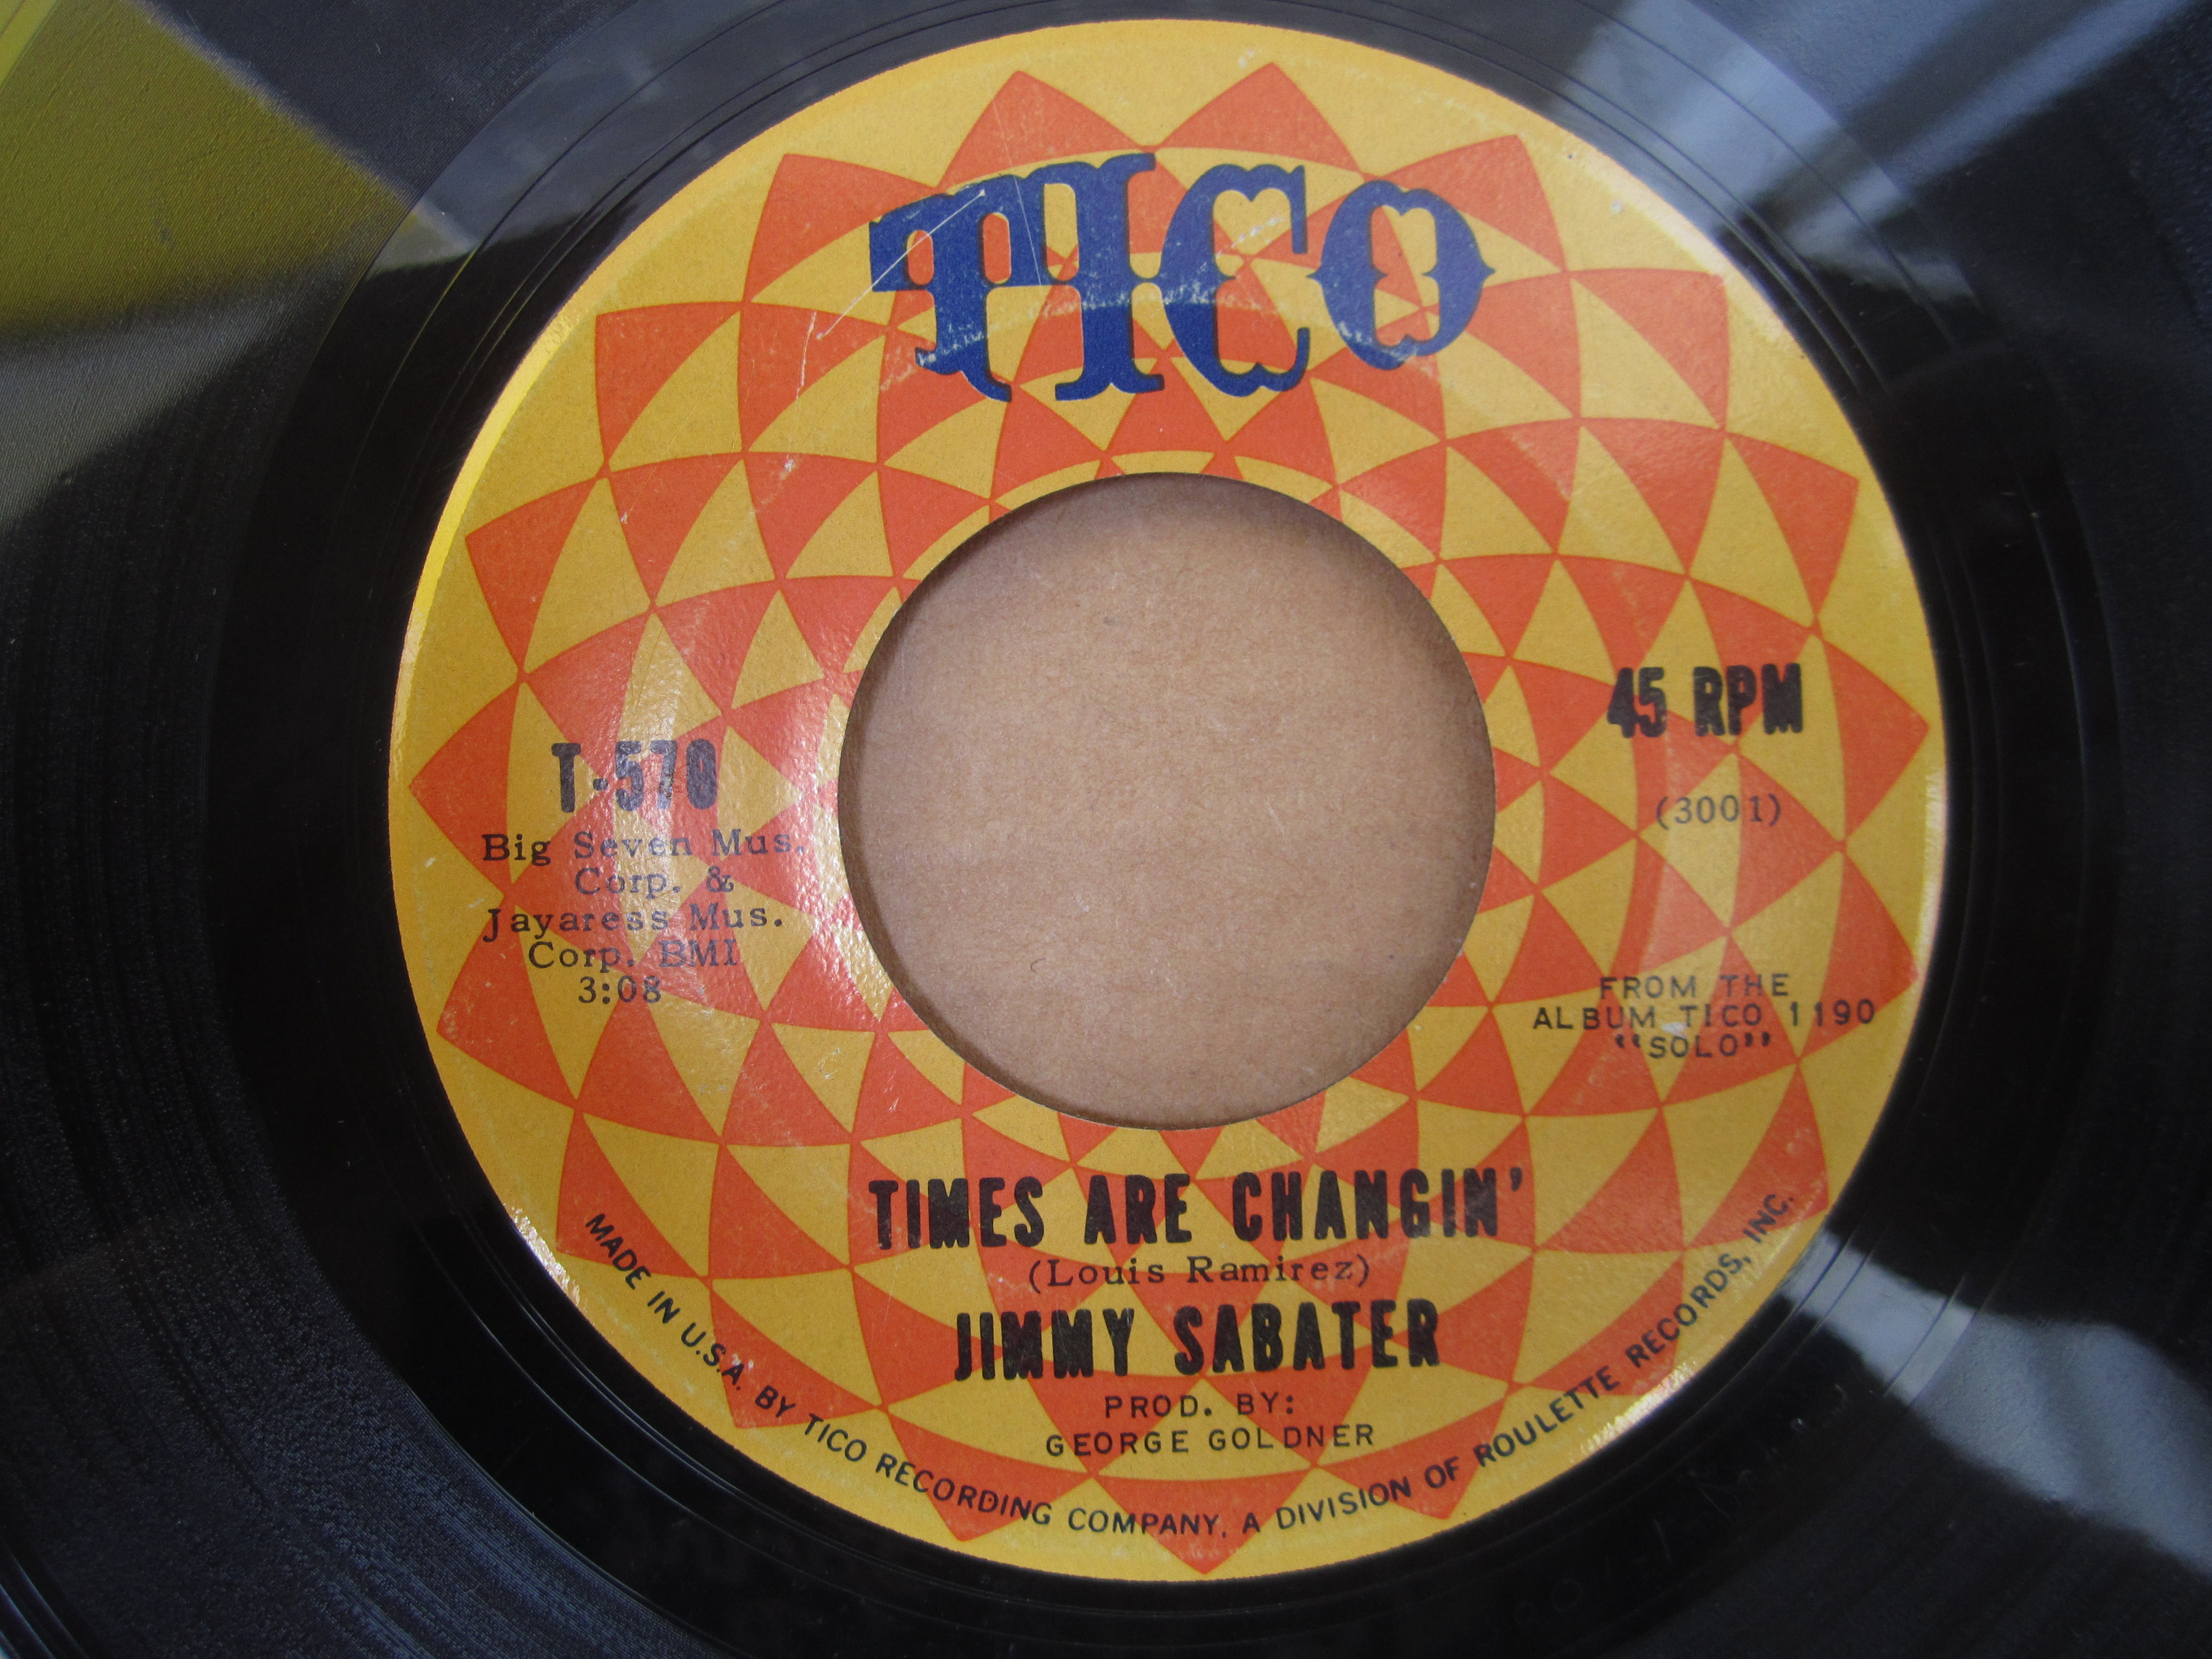 TICO
45 RPM
(3001)
T-570
Big Seven Mus.
Corp. &
Jayaress Mus.
Corp. BMI
3:08
FROM THE
ALBUM TICO 1190
“SOLO”
TIMES ARE CHANGIN'
(Louis Ramirez)
JIMMY SABATER
PROD. BY:
GEORGE GOLDNER
MADE IN U.S.A. BY TICO RECORDING COMPANY, A DIVISION OF ROULETTE RECORDS, INC.